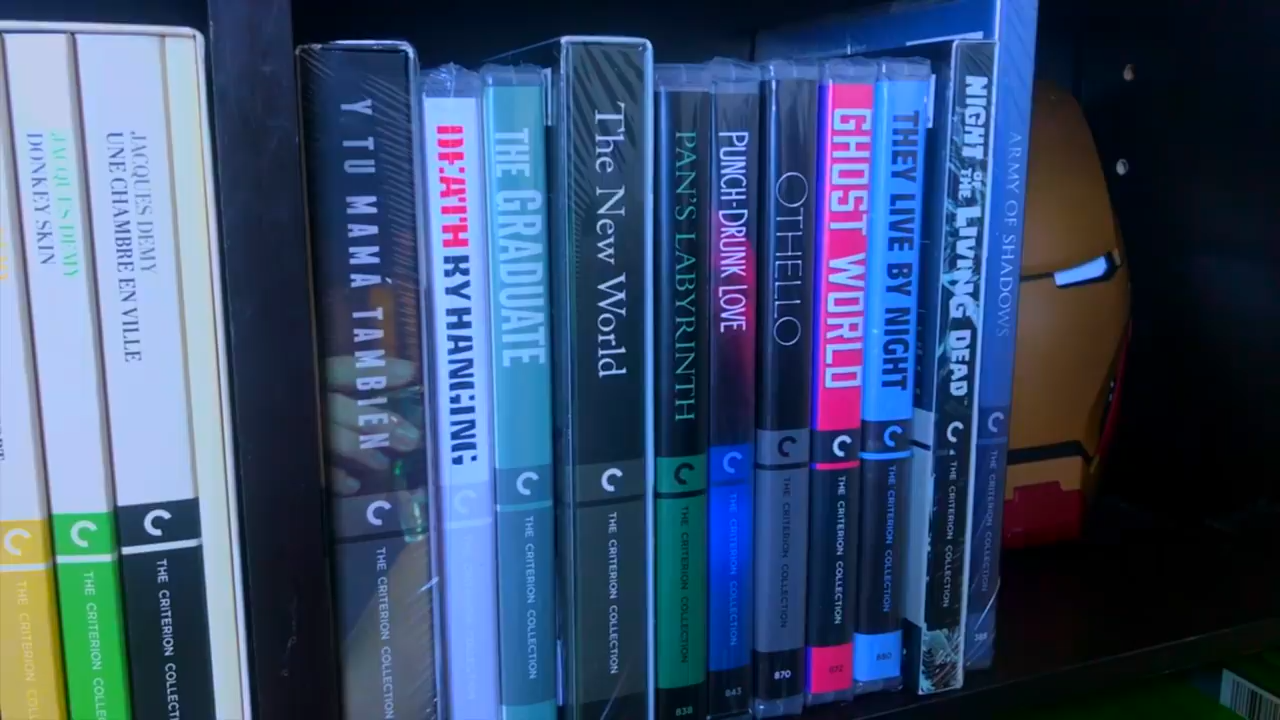 JACQUES DEMY
DONKEY SKIN
THE CRITERION COLLE
JACQUES DEMY
UNE CHAMBRE EN VILLE
THE CRITERION COLLECT
Y TU MAMÁ TAMBIÉN
THE CRITERION COLLECTION
DEATH BY HANGING
THE GRADUATE
THE CRITERION COLLECTION
The New World
THE CRITERION COLLECTION
PAN'S LABYRINTH
THE CRITERION COLLECTION
838
PUNCH-DRUNK LOVE
THE CRITERION COLLECTION
843
OTHELLO
THE CRITERION COLLECTION
870
GHOST WORLD
THE CRITERION COLLECTION
872
THEY LIVE BY NIGHT
THE CRITERION COLLECTION
880
NIGHT OF THE LIVING DEAD
THE CRITERION COLLECTION
ARMY OF SHADOWS
THE CRITERION COLLECTION
385